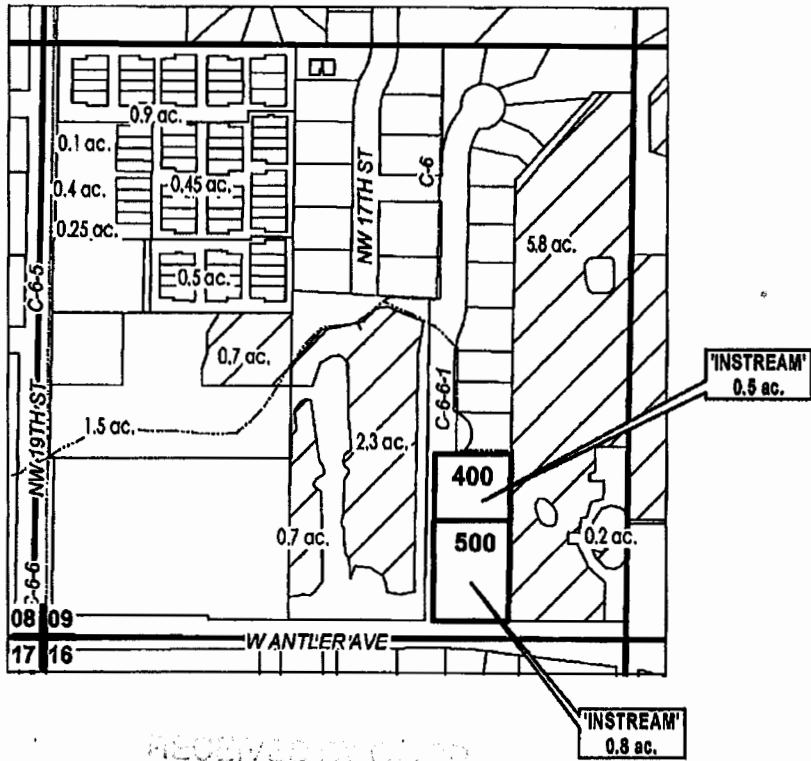 0.9 ac.
0.1 ac.
0.4 ac.
0.45 ac.
0.25 ac.
0.5 ac.
NW 19TH ST
C-6-5
C-6-6
NW 17TH ST
C-6
C-6-6-1
5.8 ac.
0.7 ac.
1.5 ac.
2.3 ac.
0.7 ac.
0.2 ac.
400
500
'INSTREAM'
0.5 ac.
08 09
17 16
W ANTLER AVE
'INSTREAM'
0.8 ac.
RECEIVED